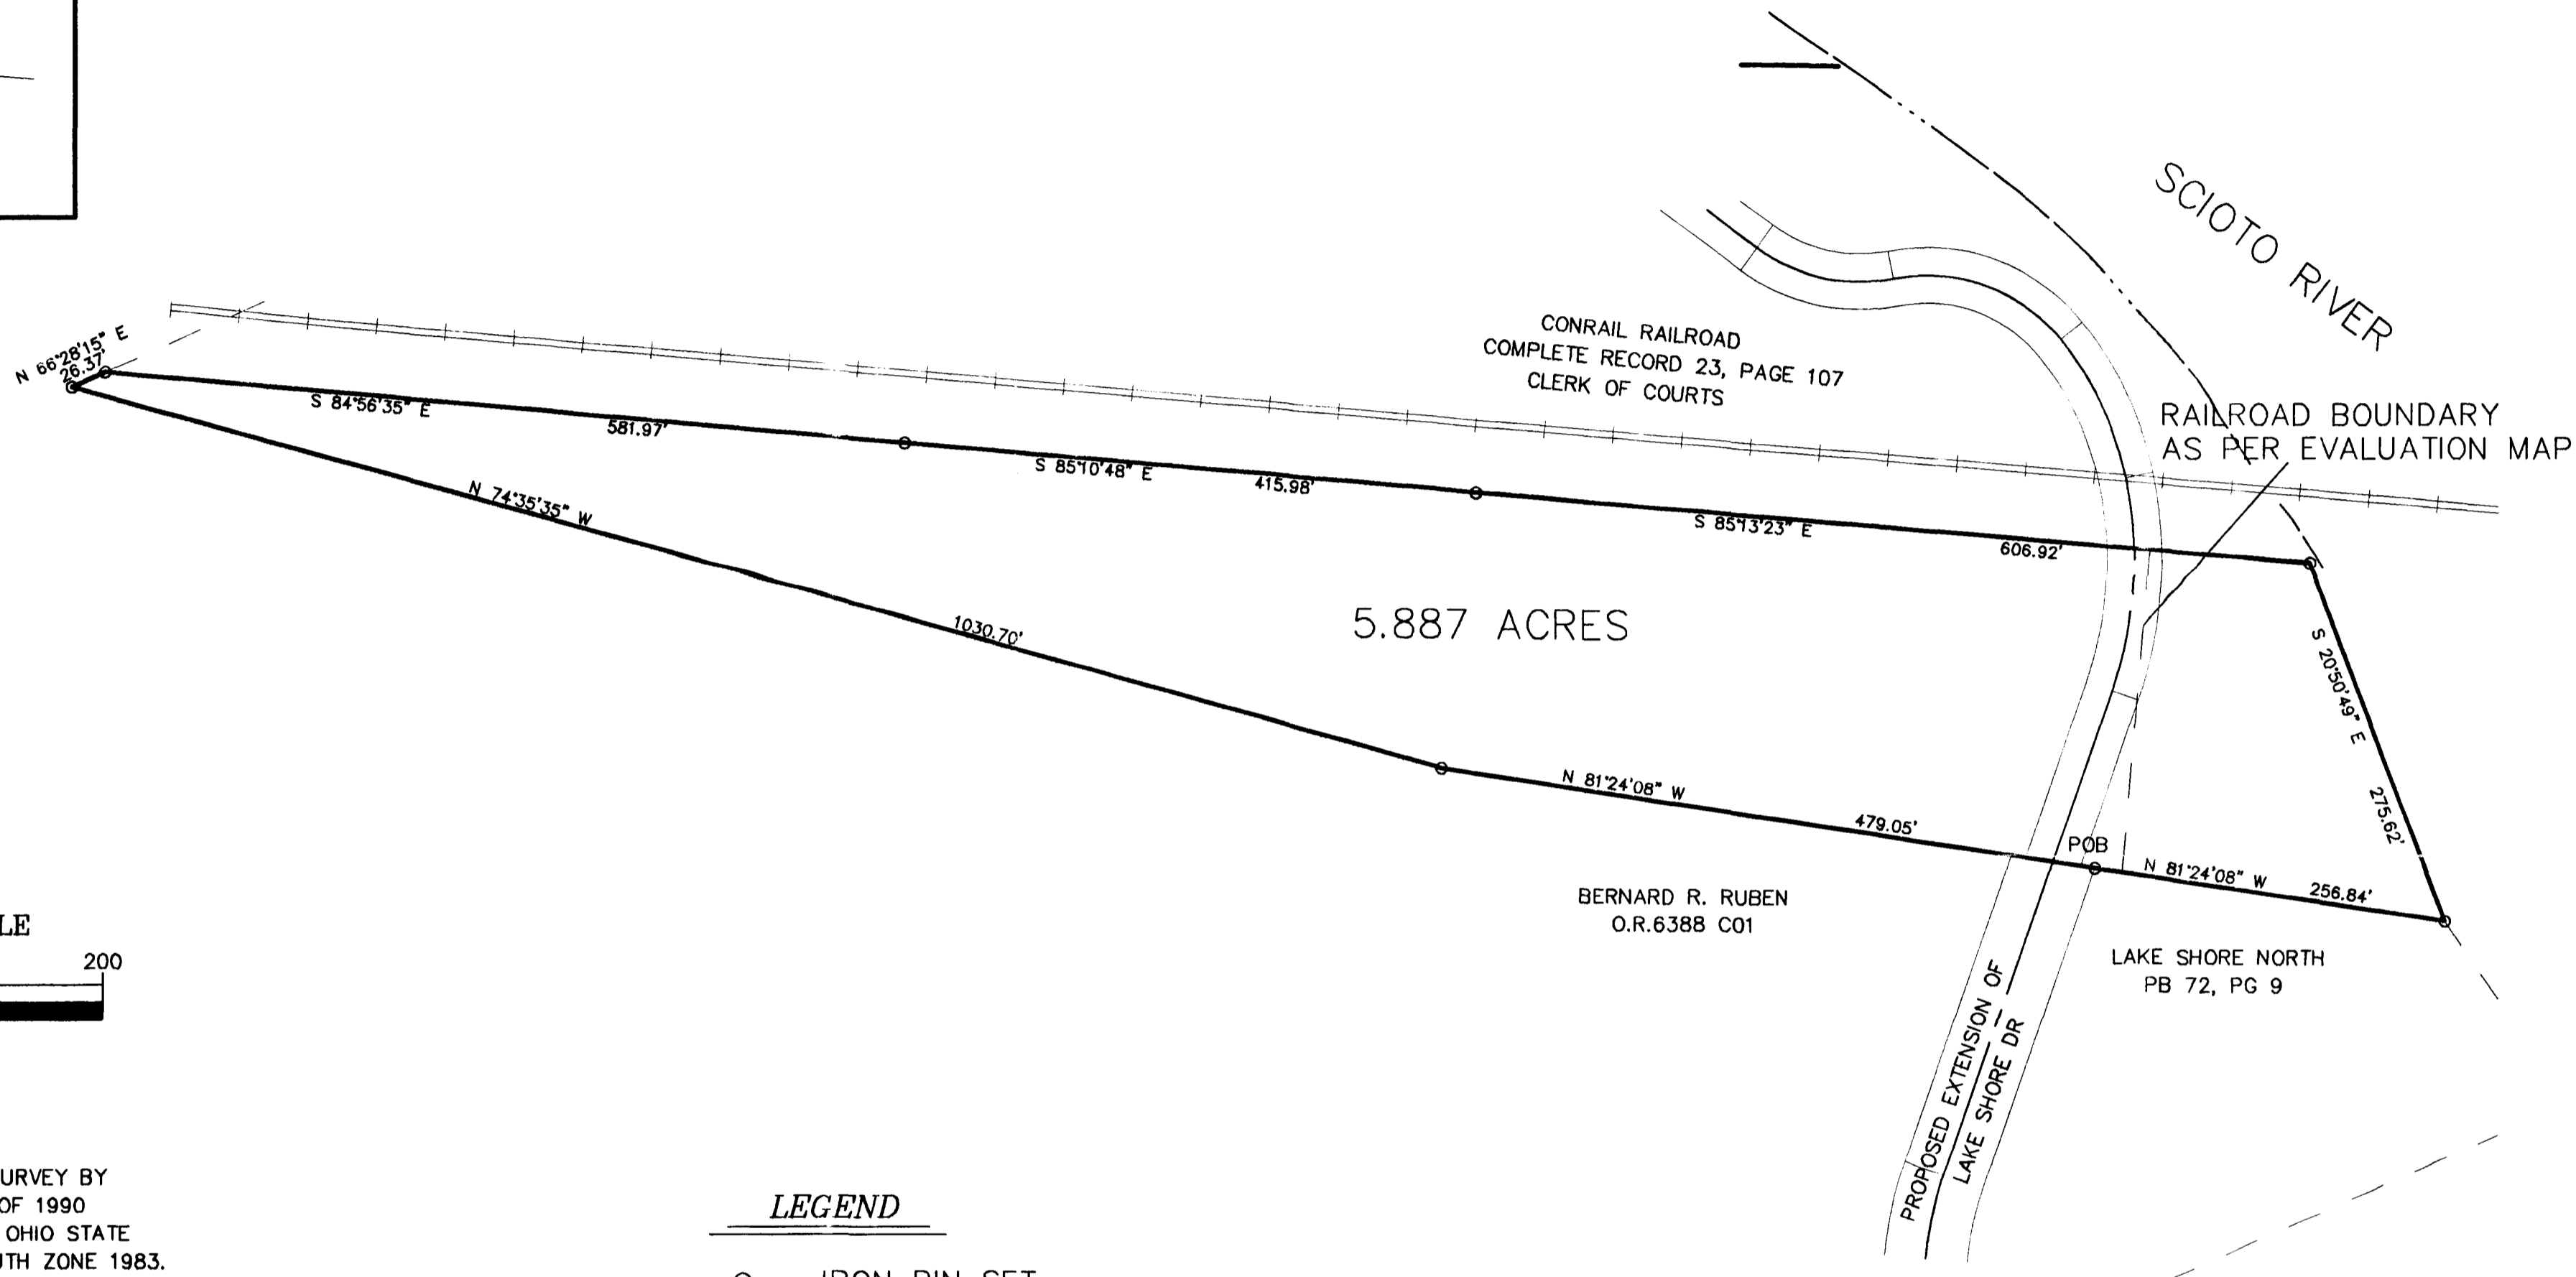 SCIOTO RIVER
CONRAIL RAILROAD
COMPLETE RECORD 23, PAGE 107
CLERK OF COURTS
RAILROAD BOUNDARY
AS PER EVALUATION MAP
N 66°28'15" E
26.37'
S 84°56'35" E
581.97'
S 85°10'48" E
415.98'
S 85°13'23" E
606.92'
N 74°35'35" W
1030.70'
5.887 ACRES
S 20°50'49" E
275.62'
N 81°24'08" W
479.05'
POB
N 81°24'08" W
256.84'
BERNARD R. RUBEN
O.R.6388 C01
LAKE SHORE NORTH
PB 72, PG 9
PROPOSED EXTENSION OF
LAKE SHORE DR
LE
200
URVEY BY
OF 1990
OHIO STATE
UTH ZONE 1983.
LEGEND
IRON PIN SET